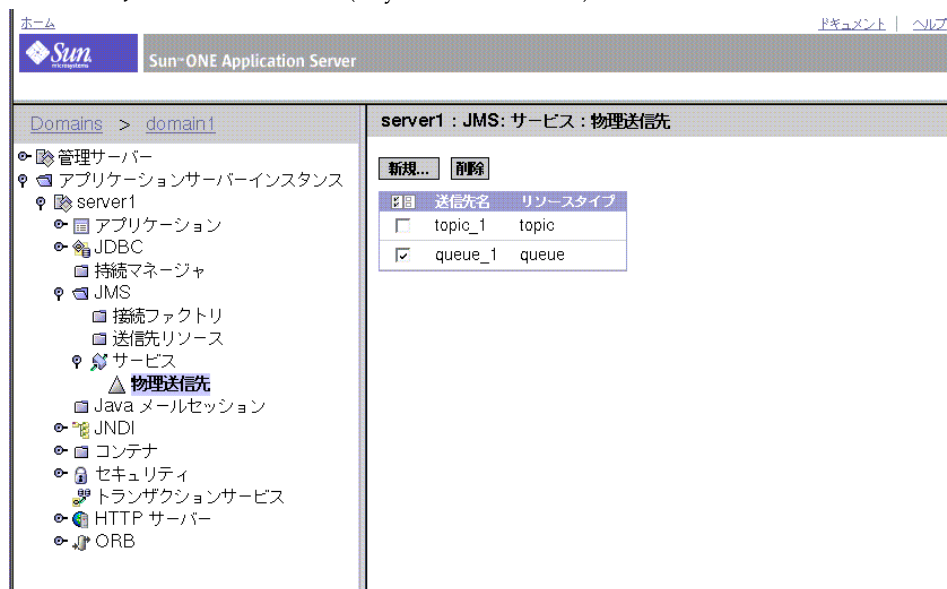 ホーム
ドキュメント | ヘルプ
Sun
microsystems
Sun™ ONE Application Server
Domains > domain1
server1 : JMS: サービス : 物理送信先
管理サーバー
アプリケーションサーバーインスタンス
server1
アプリケーション
JDBC
持続マネージャ
JMS
接続ファクトリ
送信先リソース
サービス
物理送信先
Java メールセッション
JNDI
コンテナ
セキュリティ
トランザクションサービス
HTTP サーバー
ORB
新規... 削除
送信先名 リソースタイプ
topic_1 topic
queue_1 queue